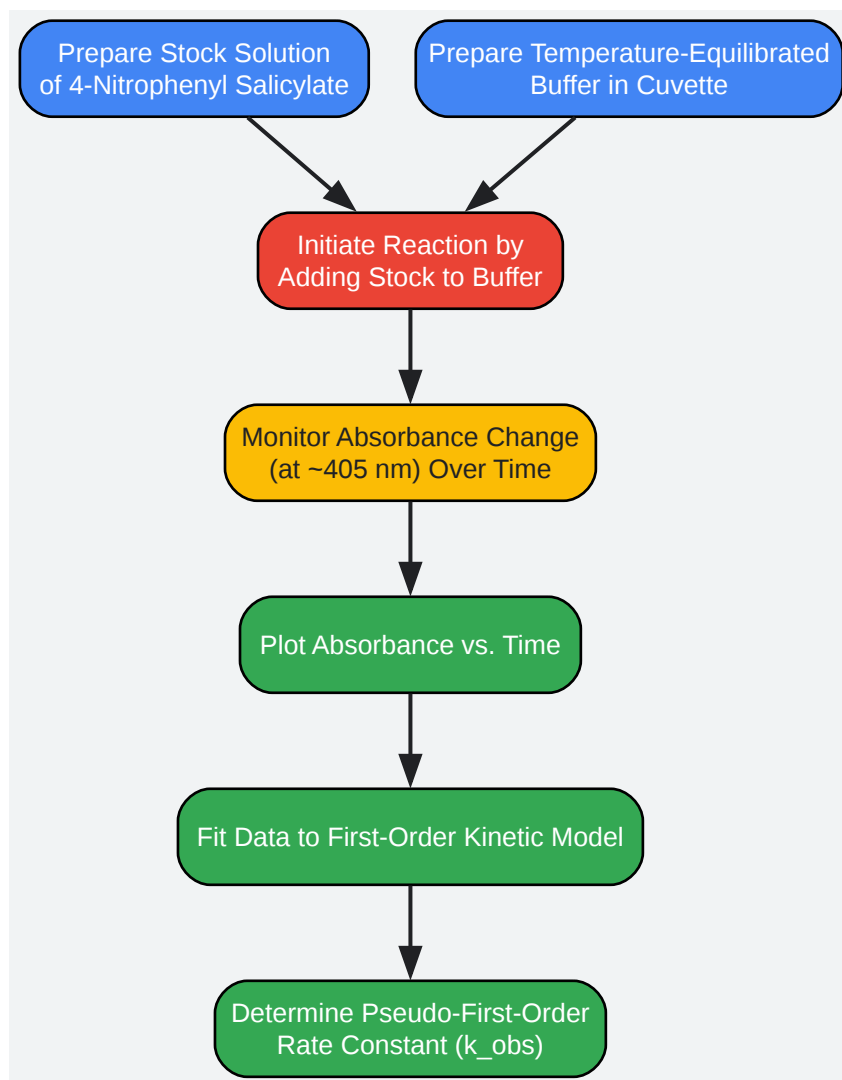 Prepare Stock Solution
of 4-Nitrophenyl Salicylate
Prepare Temperature-Equilibrated
Buffer in Cuvette
Initiate Reaction by
Adding Stock to Buffer
Monitor Absorbance Change
(at ~405 nm) Over Time
Plot Absorbance vs. Time
Fit Data to First-Order Kinetic Model
Determine Pseudo-First-Order
Rate Constant (k_obs)